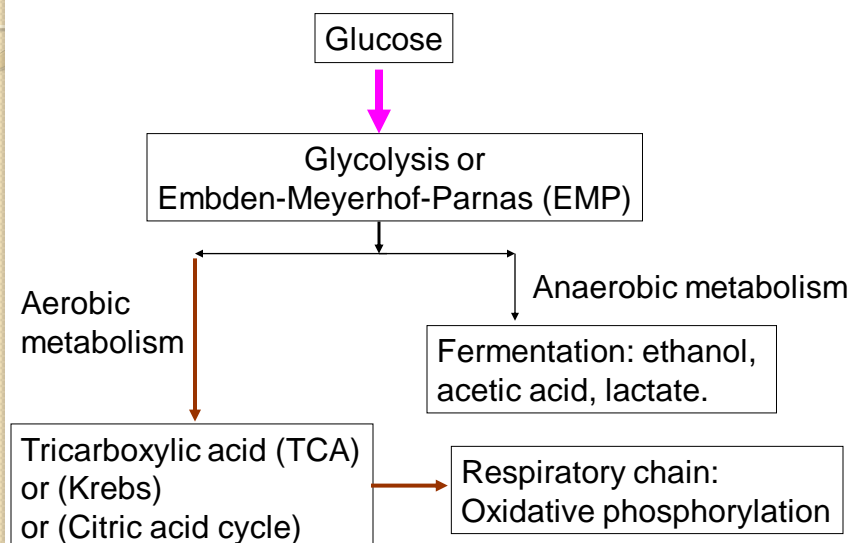 Glucose
Glycolysis or
Embden-Meyerhof-Parnas (EMP)
Aerobic
metabolism
Anaerobic metabolism
Fermentation: ethanol,
acetic acid, lactate.
Tricarboxylic acid (TCA)
or (Krebs)
or (Citric acid cycle)
Respiratory chain:
Oxidative phosphorylation